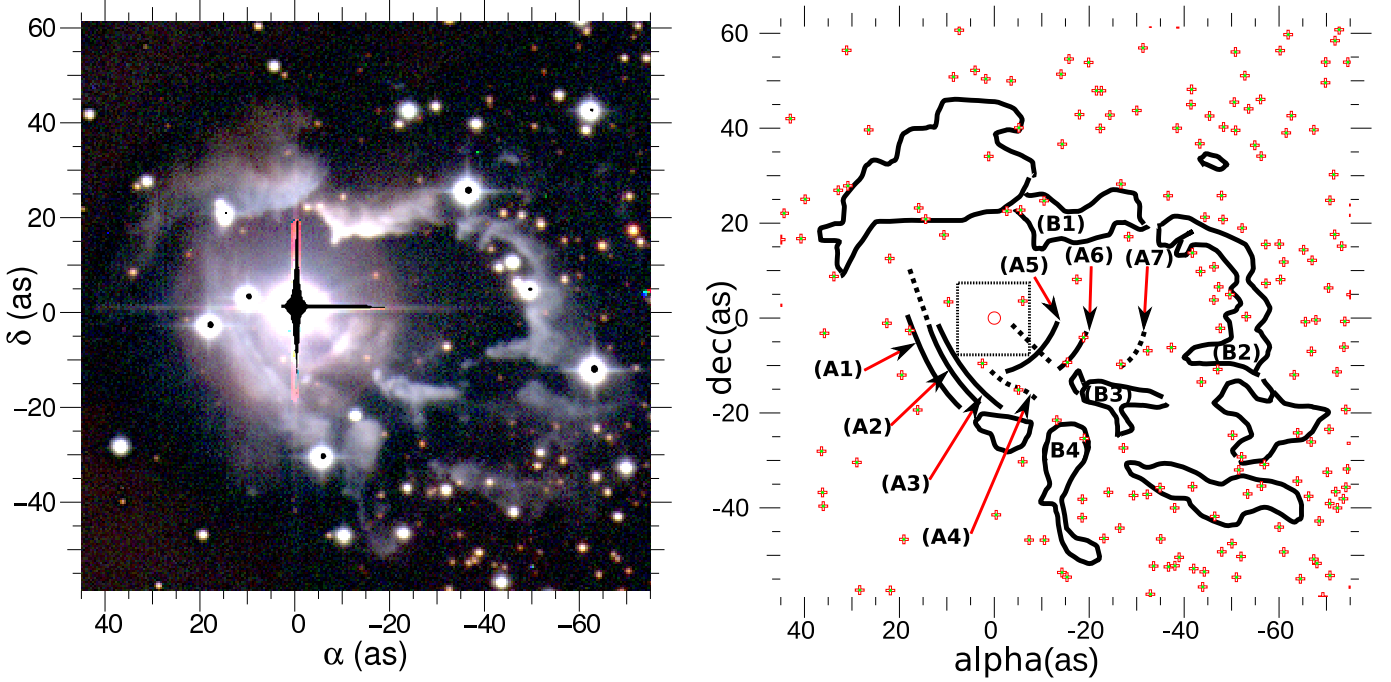 60
40
20
0
−20
−40
δ (as)
20 0 -20 -40 -60
α (as)
60
40
20
0
-20
-40
dec(as)
(B1)
(A5)
(A6)
(A7)
(A1)
(B2)
(A2)
(B3)
B4
(A3)
(A4)
40 20 0 -20 -40 -60
alpha(as)